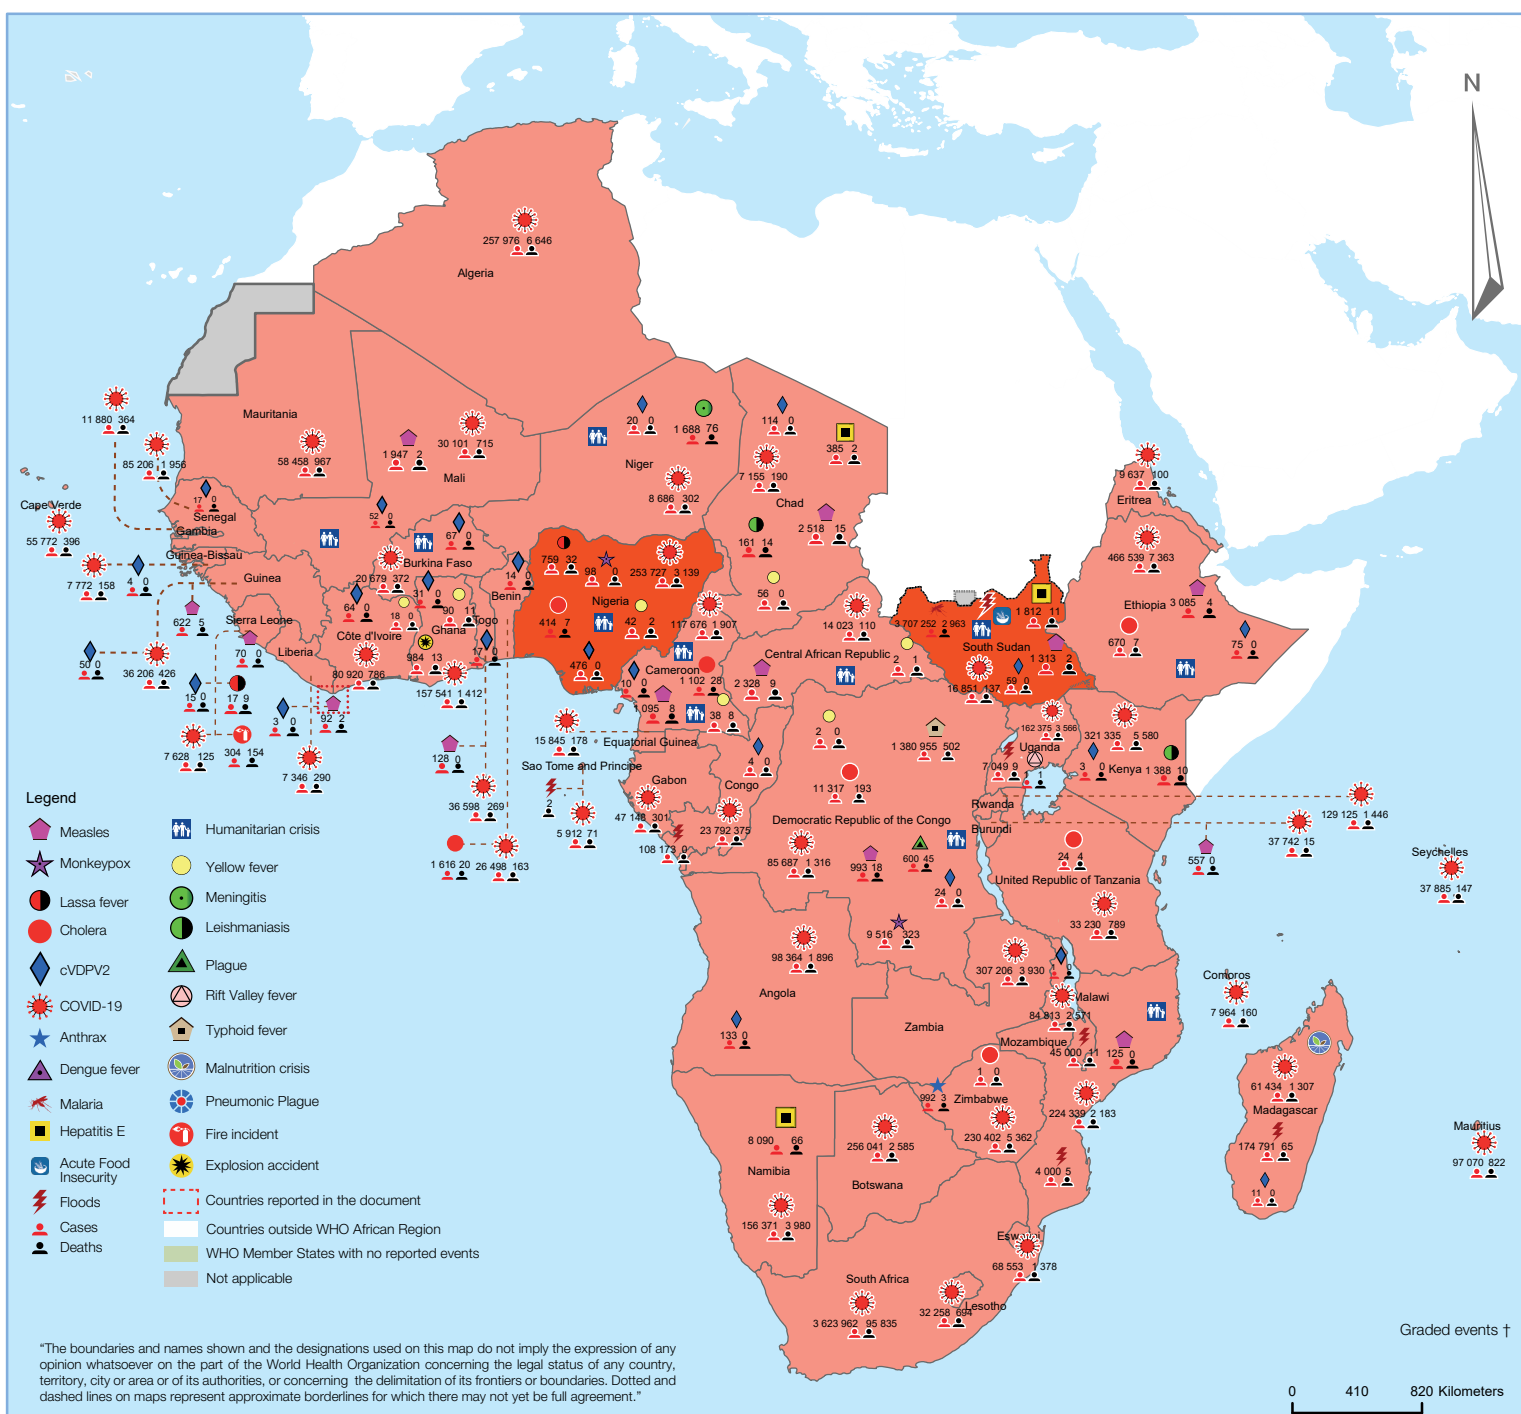 N
257 976 6 646
Algeria
11 880 364
Mauritania
58 458 967
85 206 1 956
30 101 715
1 947 2
Mali
20 0
1 688 76
Niger
8 686 302
114 0
385 2
7 155 190
Chad
2 518 15
161 14
56 0
9 637 100
Eritrea
466 539 7 363
Ethiopia
3 085 4
670 7
75 0
Cape Verde
55 772 396
17 0
Senegal
Gambia
Guinea-Bissau
Guinea
7 772 158
4 0
622 5
Sierra Leone
70 0
Liberia
50 0
36 206 426
15 0
17 9
3 0
92 2
7 628 125
304 154
7 346 290
52 0
67 0
Burkina Faso
20 679 372
31 0
64 0
18 0
90 11
Côte d'Ivoire
Ghana
Togo
Benin
14 0
984 13
17 0
80 920 786
157 541 1 412
759 32
98 0
253 727 3 139
Nigeria
414 7
42 2
476 0
117 676 1 907
Cameroon
10 0
1 102 28
1 095 8
2 328 9
38 8
14 023 110
Central African Republic
2 1
3 707 252 2 963
1 812 11
South Sudan
1 313 2
59 0
16 851 137
128 0
36 598 269
1 616 20
26 498 163
15 845 178
Equatorial Guinea
Sao Tome and Principe
2
5 912 71
Gabon
47 148 301
108 173 0
Congo
4 0
23 792 375
2 0
1 380 955 502
11 317 193
Democratic Republic of the Congo
85 687 1 316
993 18
600 45
24 0
9 516 323
162 375 3 566
Uganda
7 049 9
1 1
321 335 5 580
3 0
Kenya
1 388 10
Rwanda
Burundi
129 125 1 446
37 742 15
557 0
24 4
United Republic of Tanzania
33 230 789
Seychelles
37 885 147
98 364 1 896
Angola
133 0
307 206 3 930
Zambia
0
Malawi
84 813 2 571
Mozambique
45 000 11
125 0
224 339 2 183
4 000 5
Comoros
7 964 160
61 434 1 307
Madagascar
174 791 65
11 0
Mauritius
97 070 822
1 0
992 3
Zimbabwe
230 402 5 362
8 090 66
Namibia
156 371 3 980
256 041 2 585
Botswana
68 553 1 378
South Africa
3 623 962 95 835
32 258 694
Lesotho
Legend
Measles
Monkeypox
Lassa fever
Cholera
cVDPV2
COVID-19
Anthrax
Dengue fever
Malaria
Hepatitis E
Acute Food
Insecurity
Floods
Cases
Deaths
Humanitarian crisis
Yellow fever
Meningitis
Leishmaniasis
Plague
Rift Valley fever
Typhoid fever
Malnutrition crisis
Pneumonic Plague
Fire incident
Explosion accident
Countries reported in the document
Countries outside WHO African Region
WHO Member States with no reported events
Not applicable
"The boundaries and names shown and the designations used on this map do not imply the expression of any
opinion whatsoever on the part of the World Health Organization concerning the legal status of any country,
territory, city or area or of its authorities, or concerning the delimitation of its frontiers or boundaries. Dotted and
dashed lines on maps represent approximate borderlines for which there may not yet be full agreement."
Graded events †
0 410 820 Kilometers